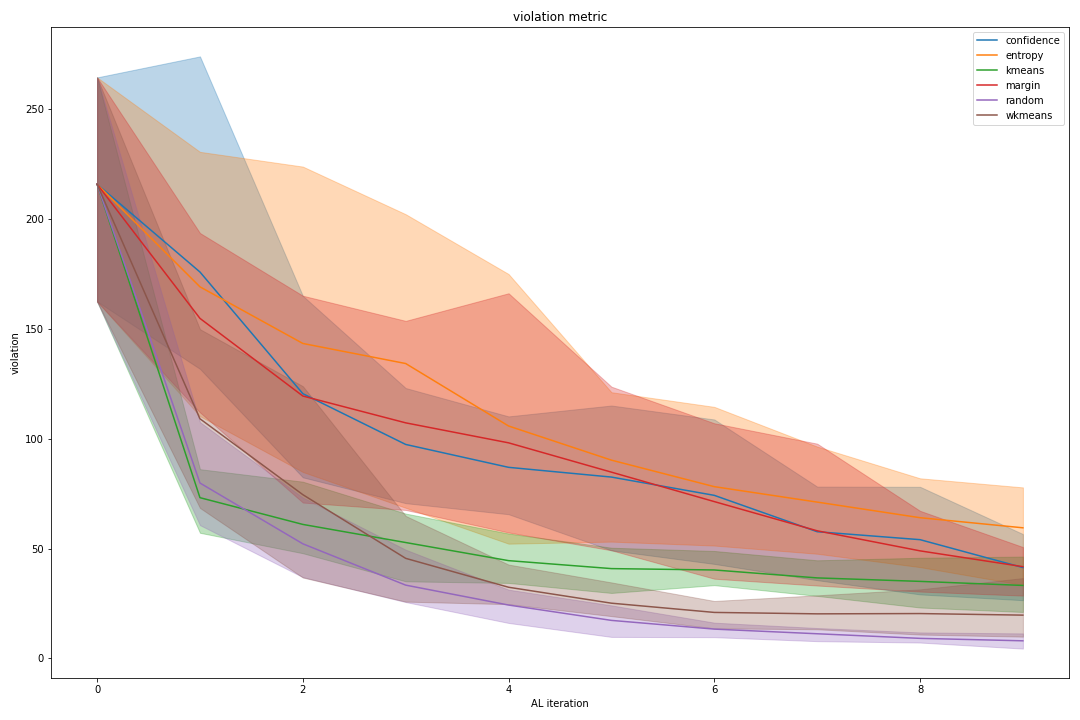 violation metric
confidence
entropy
kmeans
margin
random
wkmeans
250
200
150
100
50
0
violation
0 2 4 6 8
AL iteration